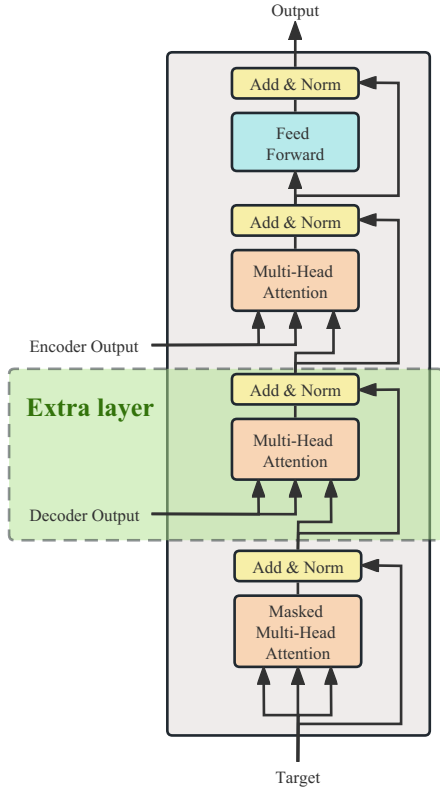 Output
Add & Norm
Feed
Forward
Add & Norm
Multi-Head
Attention
Encoder Output
Add & Norm
Extra layer
Multi-Head
Attention
Decoder Output
Add & Norm
Masked
Multi-Head
Attention
Target